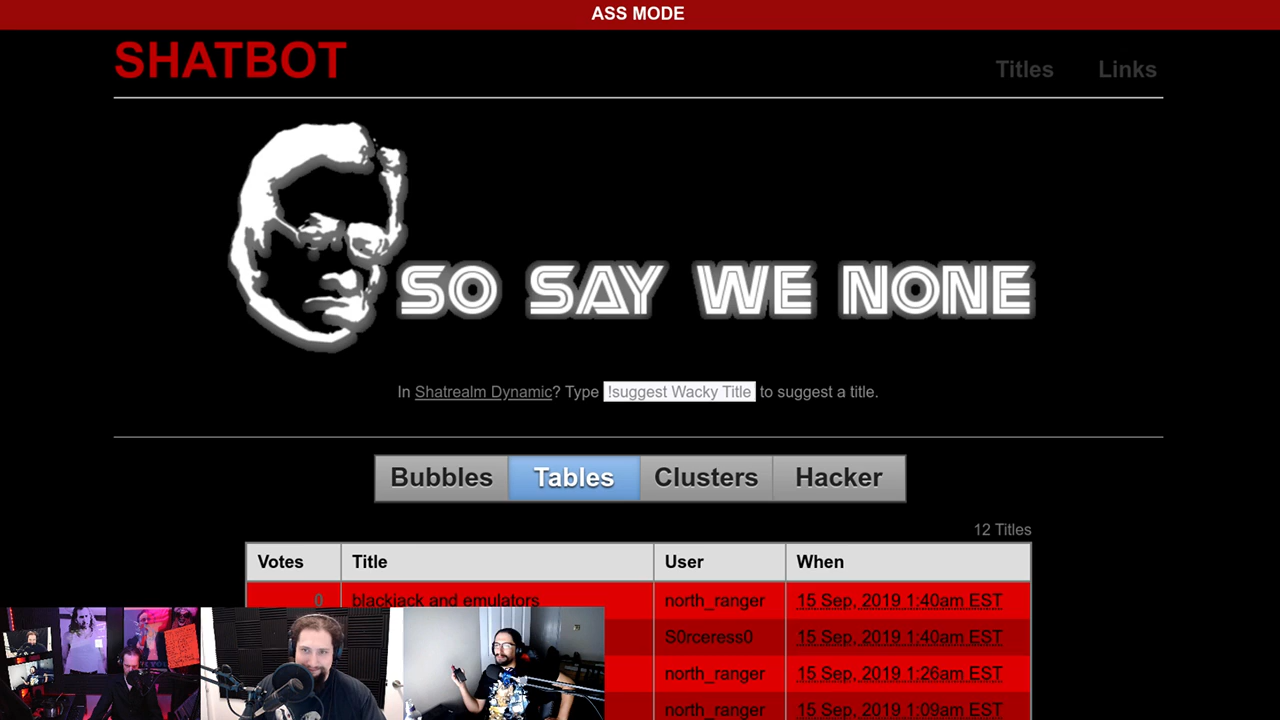 ASS MODE
SHATBOT
Titles Links
SO SAY WE NONE
In Shatrealm Dynamic? Type !suggest Wacky Title to suggest a title.
Bubbles Tables Clusters Hacker
12 Titles
Votes Title User When
0 blackjack and emulators north_ranger 15 Sep, 2019 1:40am EST
S0rceress0 15 Sep, 2019 1:40am EST
north_ranger 15 Sep, 2019 1:26am EST
north_ranger 15 Sep, 2019 1:09am EST